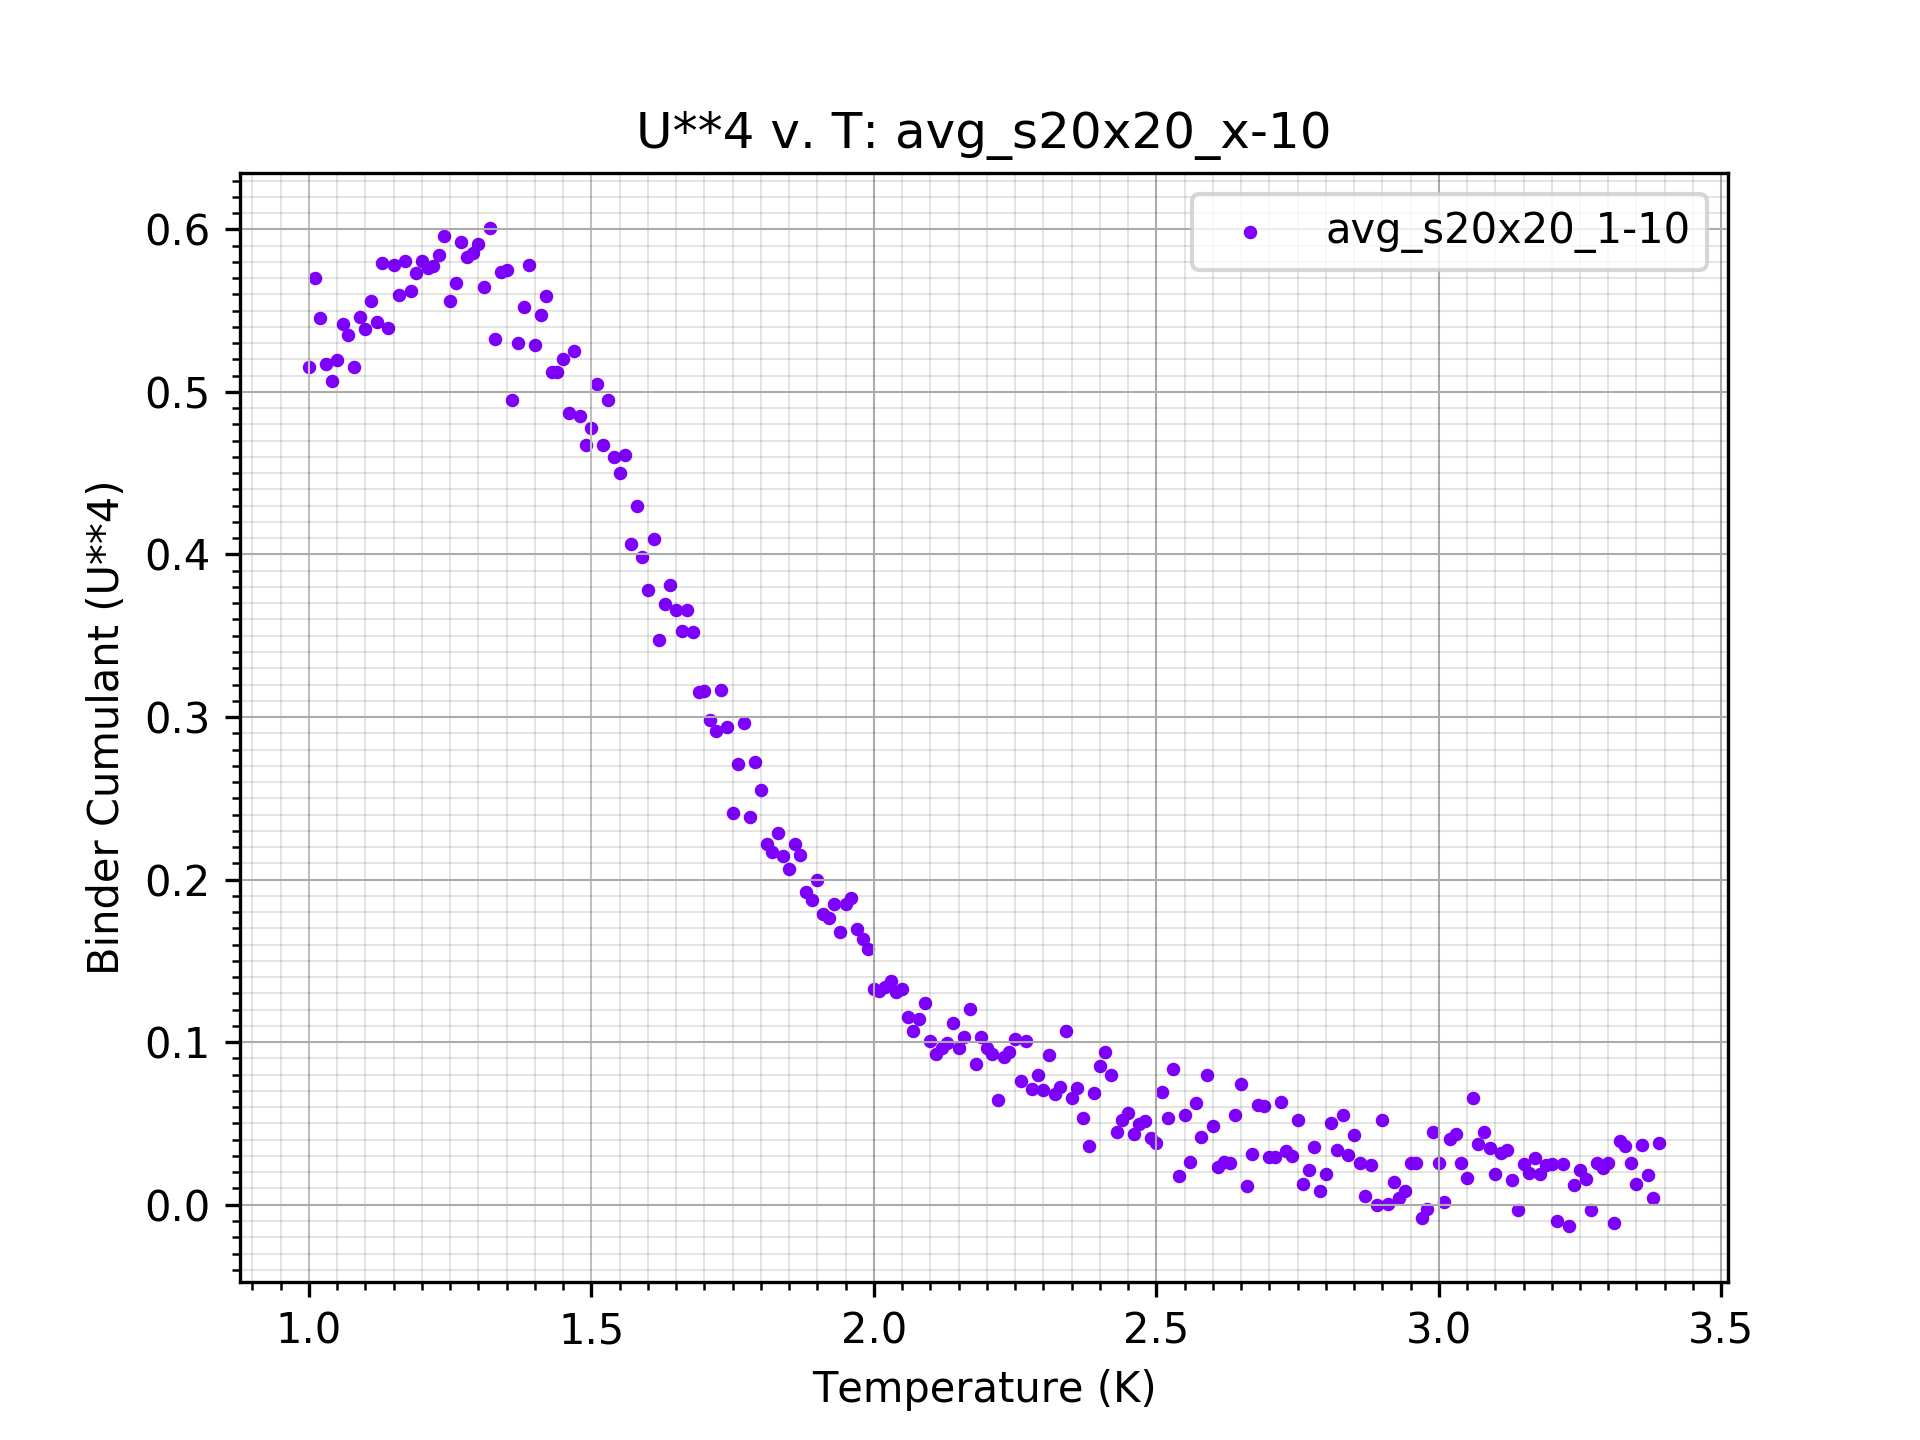 U**4 v. T: avg_s20x20_x-10
avg_s20x20_1-10
Binder Cumulant (U**4)
0.6
0.5
0.4
0.3
0.2
0.1
0.0
1.0 1.5 2.0 2.5 3.0 3.5
Temperature (K)